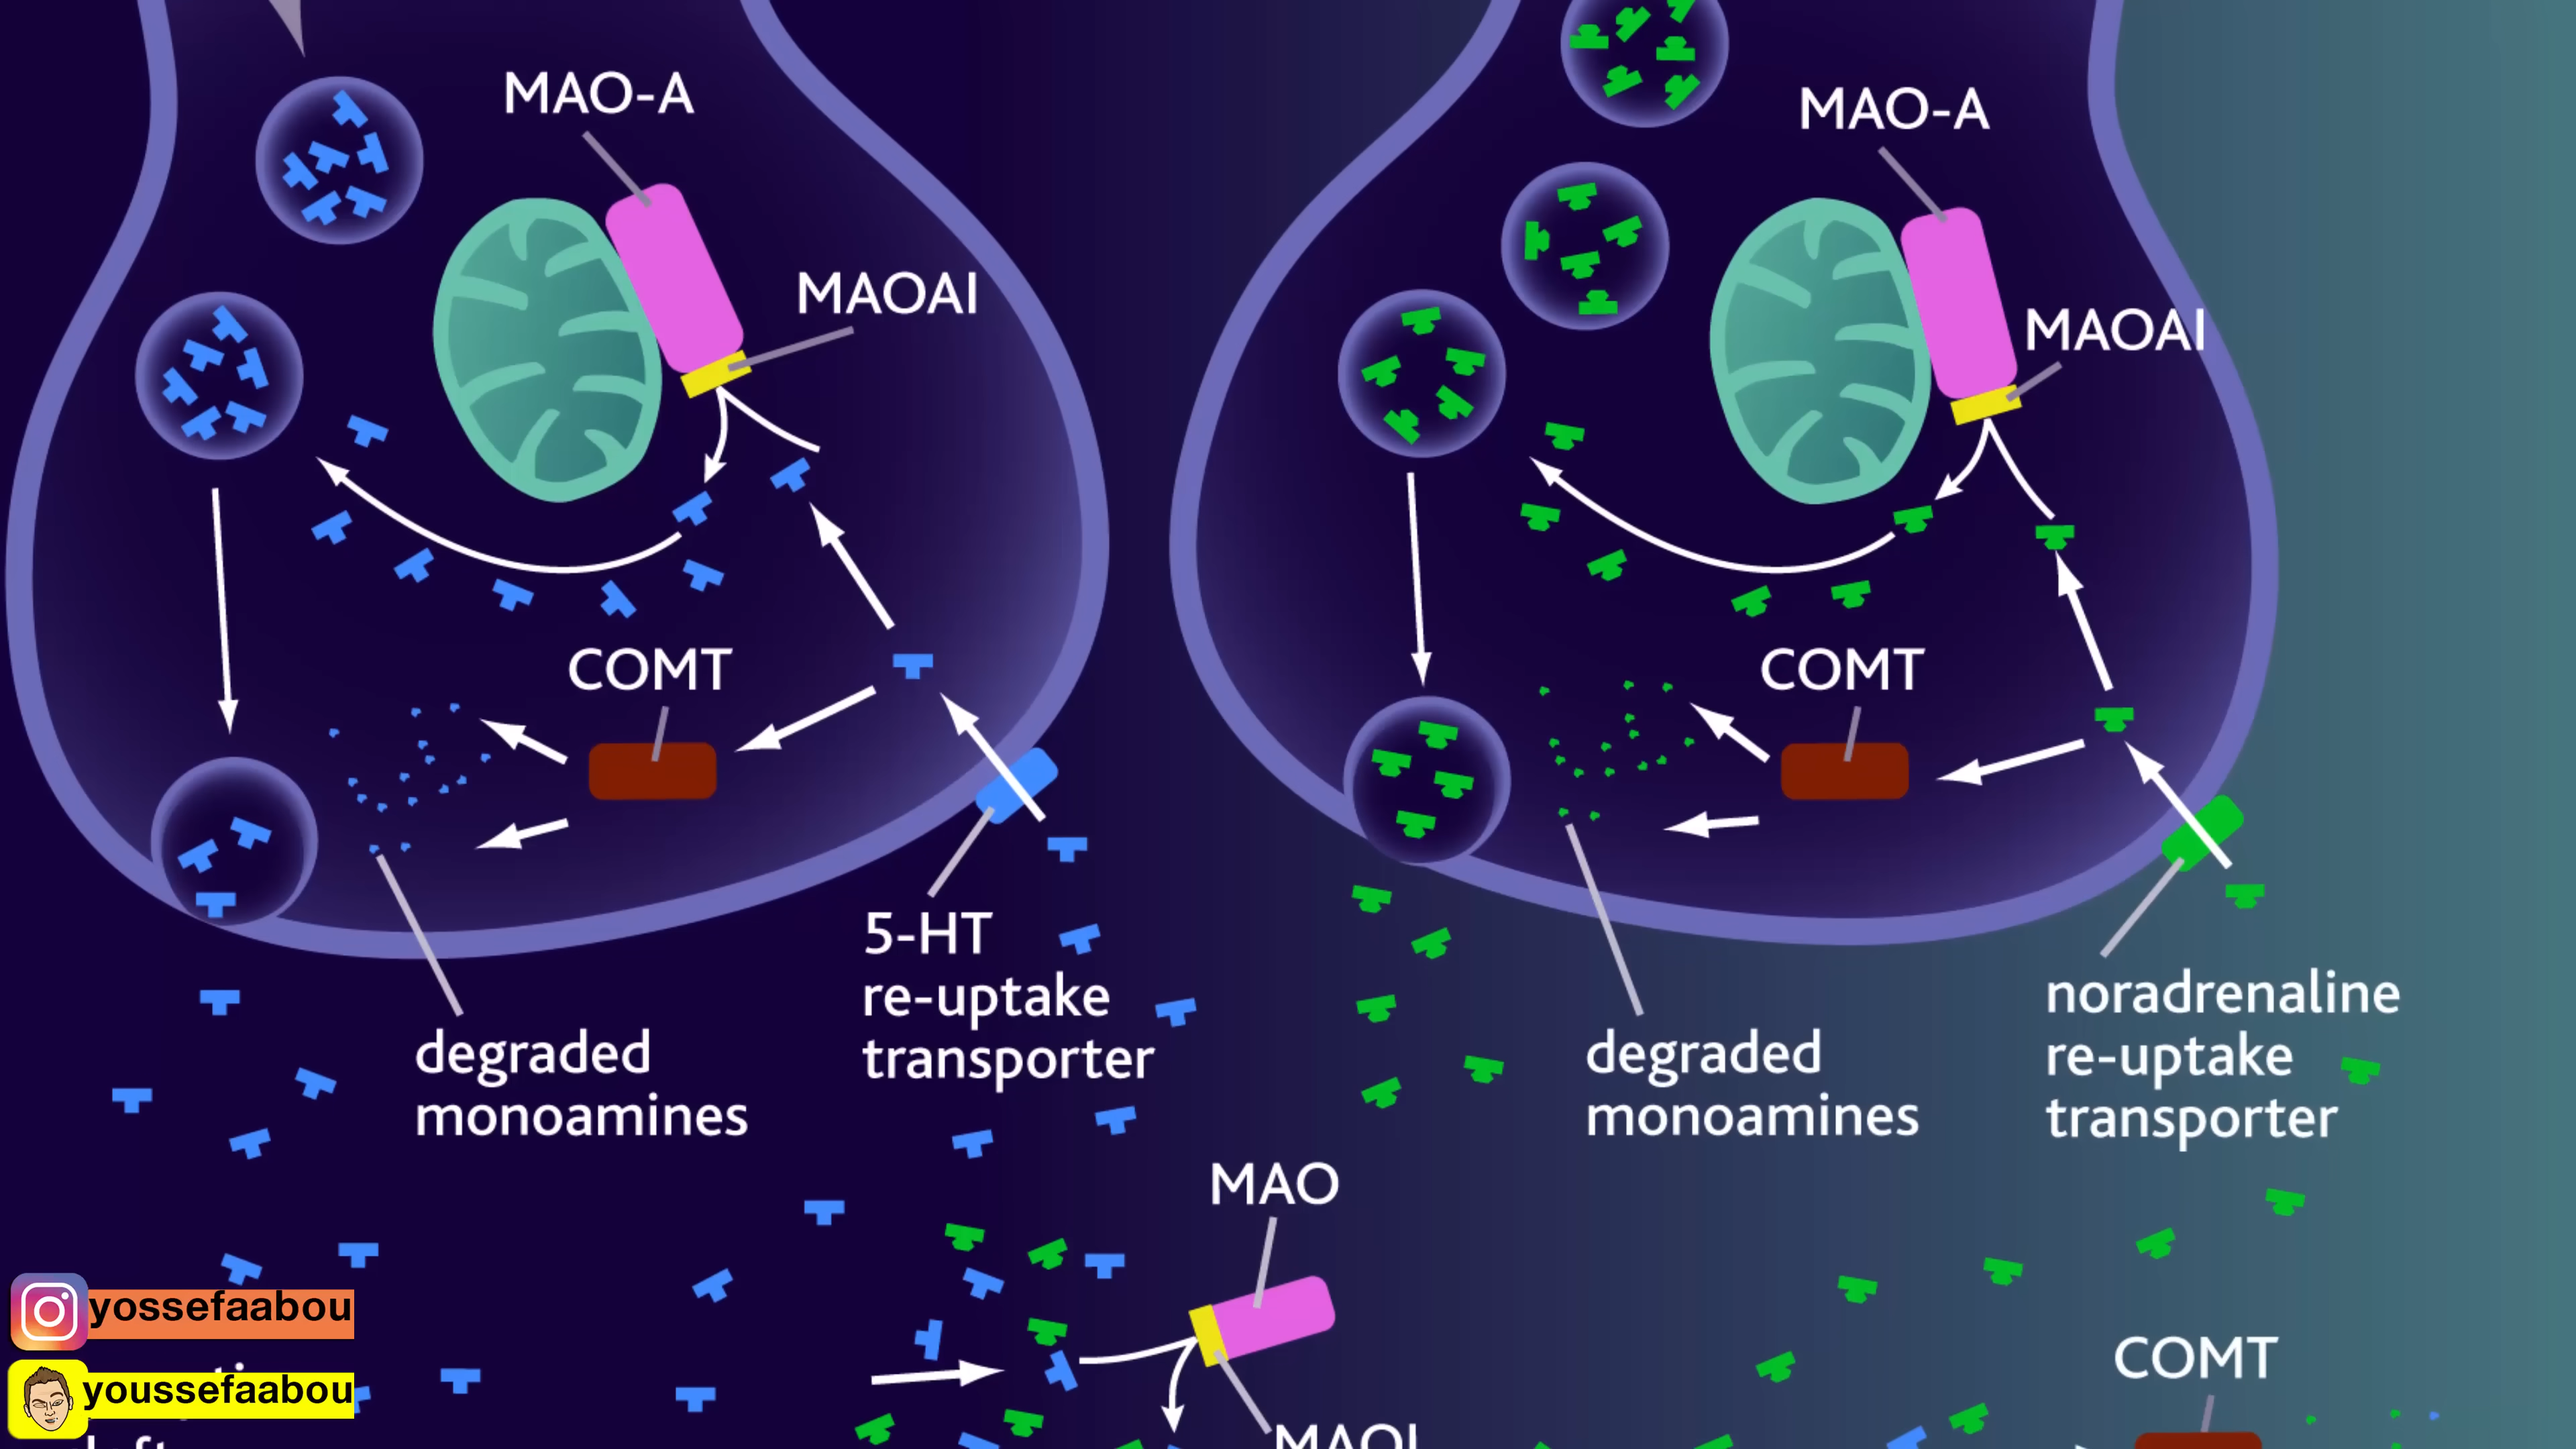 MAO-A
MAOAI
COMT
degraded
monoamines
5-HT
re-uptake
transporter
MAO-A
MAOAI
COMT
degraded
monoamines
noradrenaline
re-uptake
transporter
MAO
MAOI
COMT
yossefaabou
youssefaabou